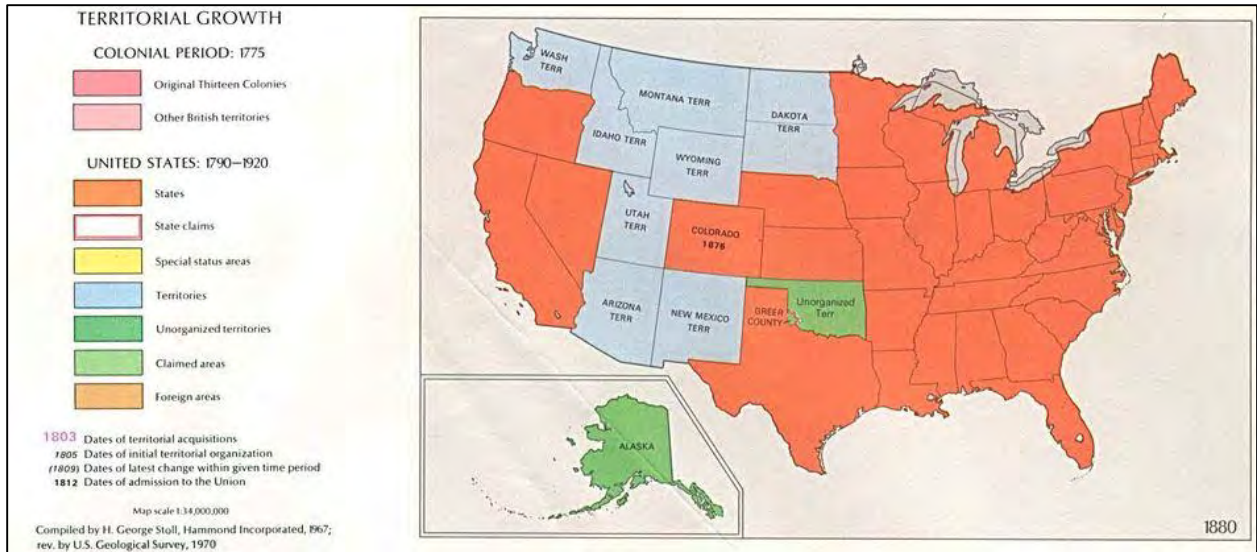 TERRITORIAL GROWTH
COLONIAL PERIOD: 1775
Original Thirteen Colonies
Other British territories
UNITED STATES: 1790–1920
States
State claims
Special status areas
Territories
Unorganized territories
Claimed areas
Foreign areas
1803 Dates of territorial acquisitions
1805 Dates of initial territorial organization
(1809) Dates of latest change within given time period
1812 Dates of admission to the Union
Map scale 1:34,000,000
Compiled by H. George Stoll, Hammond Incorporated, 1967;
rev. by U.S. Geological Survey, 1970
WASH
TERR
MONTANA TERR
DAKOTA
TERR
IDAHO TERR
WYOMING
TERR
UTAH
TERR
COLORADO
1876
ARIZONA
TERR
NEW MEXICO
TERR
GREER
COUNTY
Unorganized
Terr
ALASKA
1880